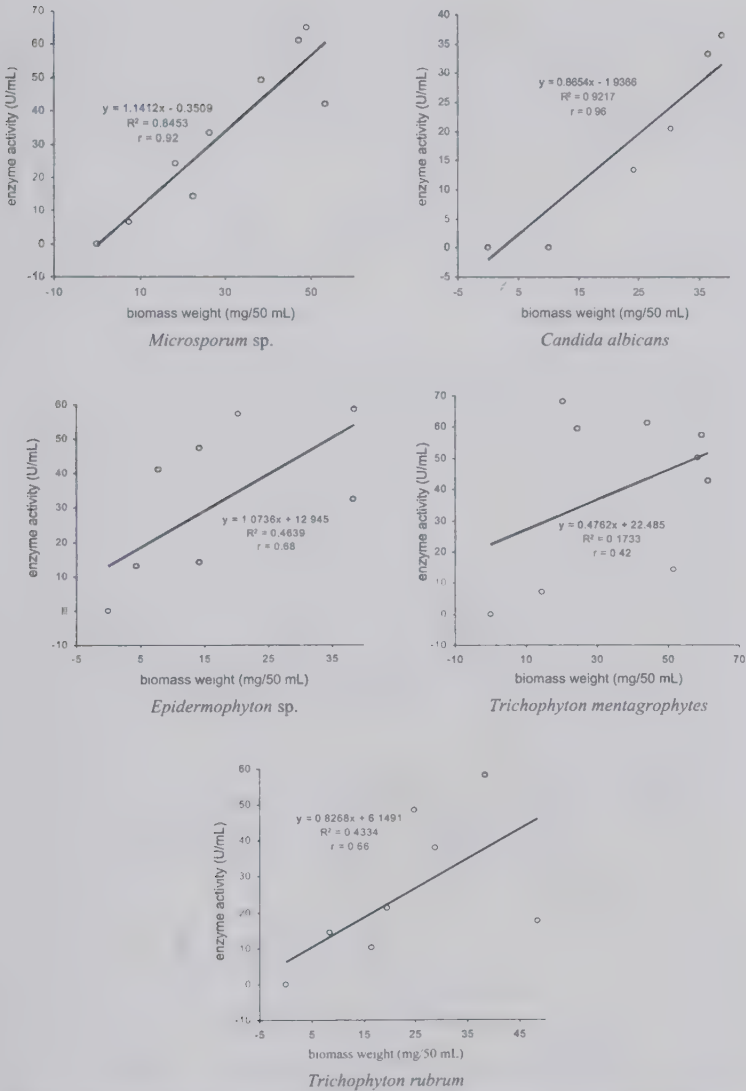 70
60
50
40
30
20
10
0
-10
enzyme activity (U/mL)
y = 1.1412x - 0.3509
R² = 0.8453
r = 0.92
-10 10 30 50
biomass weight (mg/50 mL)
Microsporum sp.
40
35
30
25
20
15
10
5
0
-5
enzyme activity (U/mL)
y = 0.8654x - 1.9366
R² = 0.9217
r = 0.96
-5 5 15 25 35
biomass weight (mg/50 mL)
Candida albicans
60
50
40
30
20
10
-10
enzyme activity (U/mL)
y = 1 0736x + 12 945
R² = 0.4639
r = 0.68
5 15 25 35
biomass weight (mg/50 mL)
Epidermophyton sp.
70
60
50
40
30
20
10
0
-10
enzyme activity (U/mL)
y = 0.4762x + 22.485
R² = 0.1733
r = 0 42
-10 10 30 50 70
biomass weight (mg/50 mL)
Trichophyton mentagrophytes
60
50
40
30
20
10
0
-10
enzyme activity (U/mL)
y = 0 8268x + 6 1491
R² = 0 4334
r = 0 66
-5 5 15 25 35 45
biomass weight (mg/50 mL)
Trichophyton rubrum